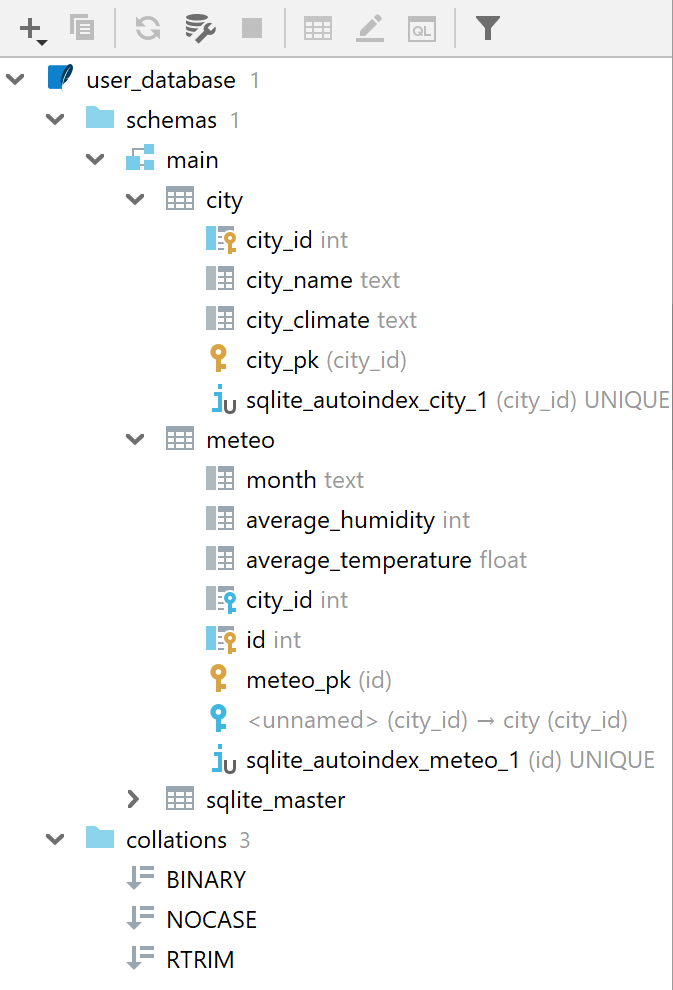 QL
user_database 1
schemas 1
main
city
city_id int
city_name text
city_climate text
city_pk (city_id)
sqlite_autoindex_city_1 (city_id) UNIQUE
meteo
month text
average_humidity int
average_temperature float
city_id int
id int
meteo_pk (id)
<unnamed> (city_id) → city (city_id)
sqlite_autoindex_meteo_1 (id) UNIQUE
sqlite_master
collations 3
BINARY
NOCASE
RTRIM